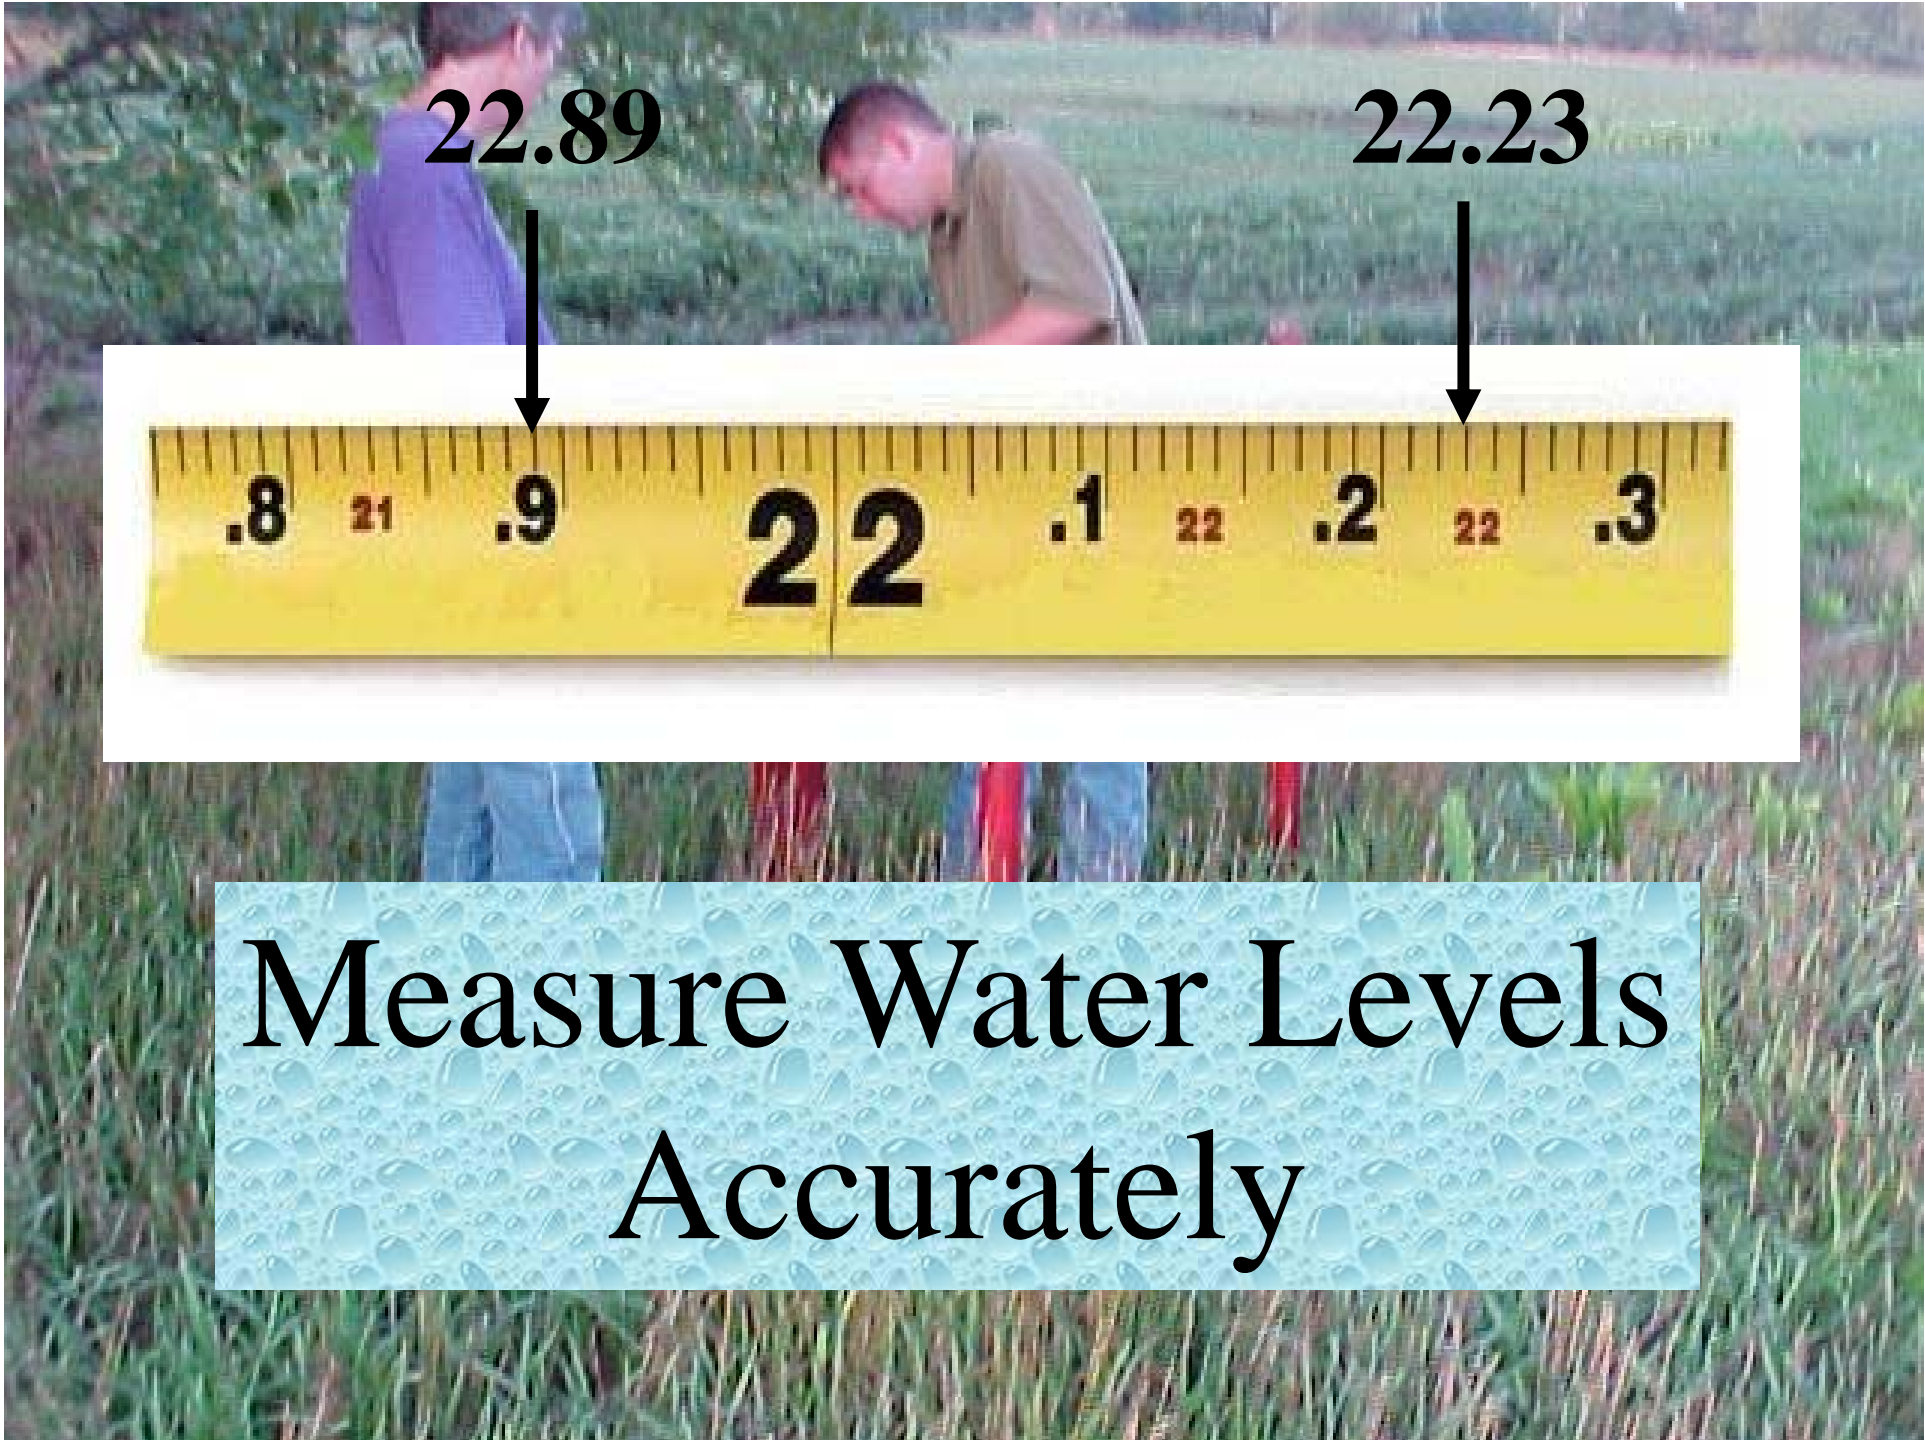 22.89 22.23
.8 21 .9 22 .1 22 .2 22 .3
Measure Water Levels
Accurately